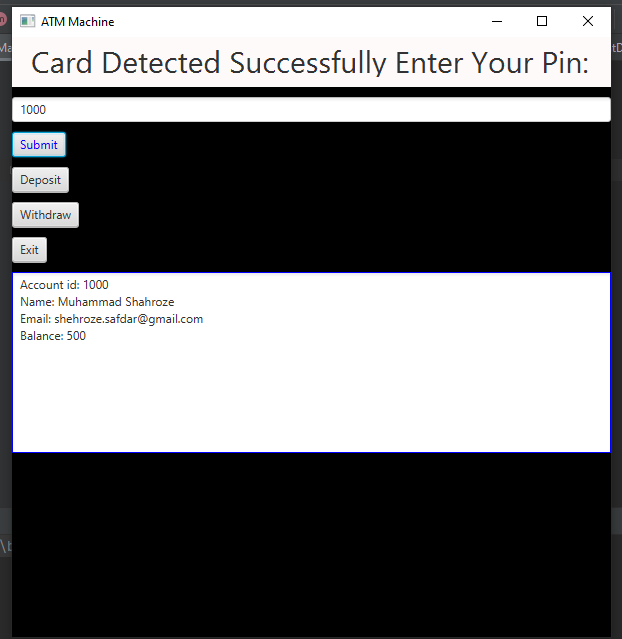 ATM Machine
Card Detected Successfully Enter Your Pin:
1000
Submit
Deposit
Withdraw
Exit
Account id: 1000
Name: Muhammad Shahroze
Email: shehroze.safdar@gmail.com
Balance: 500